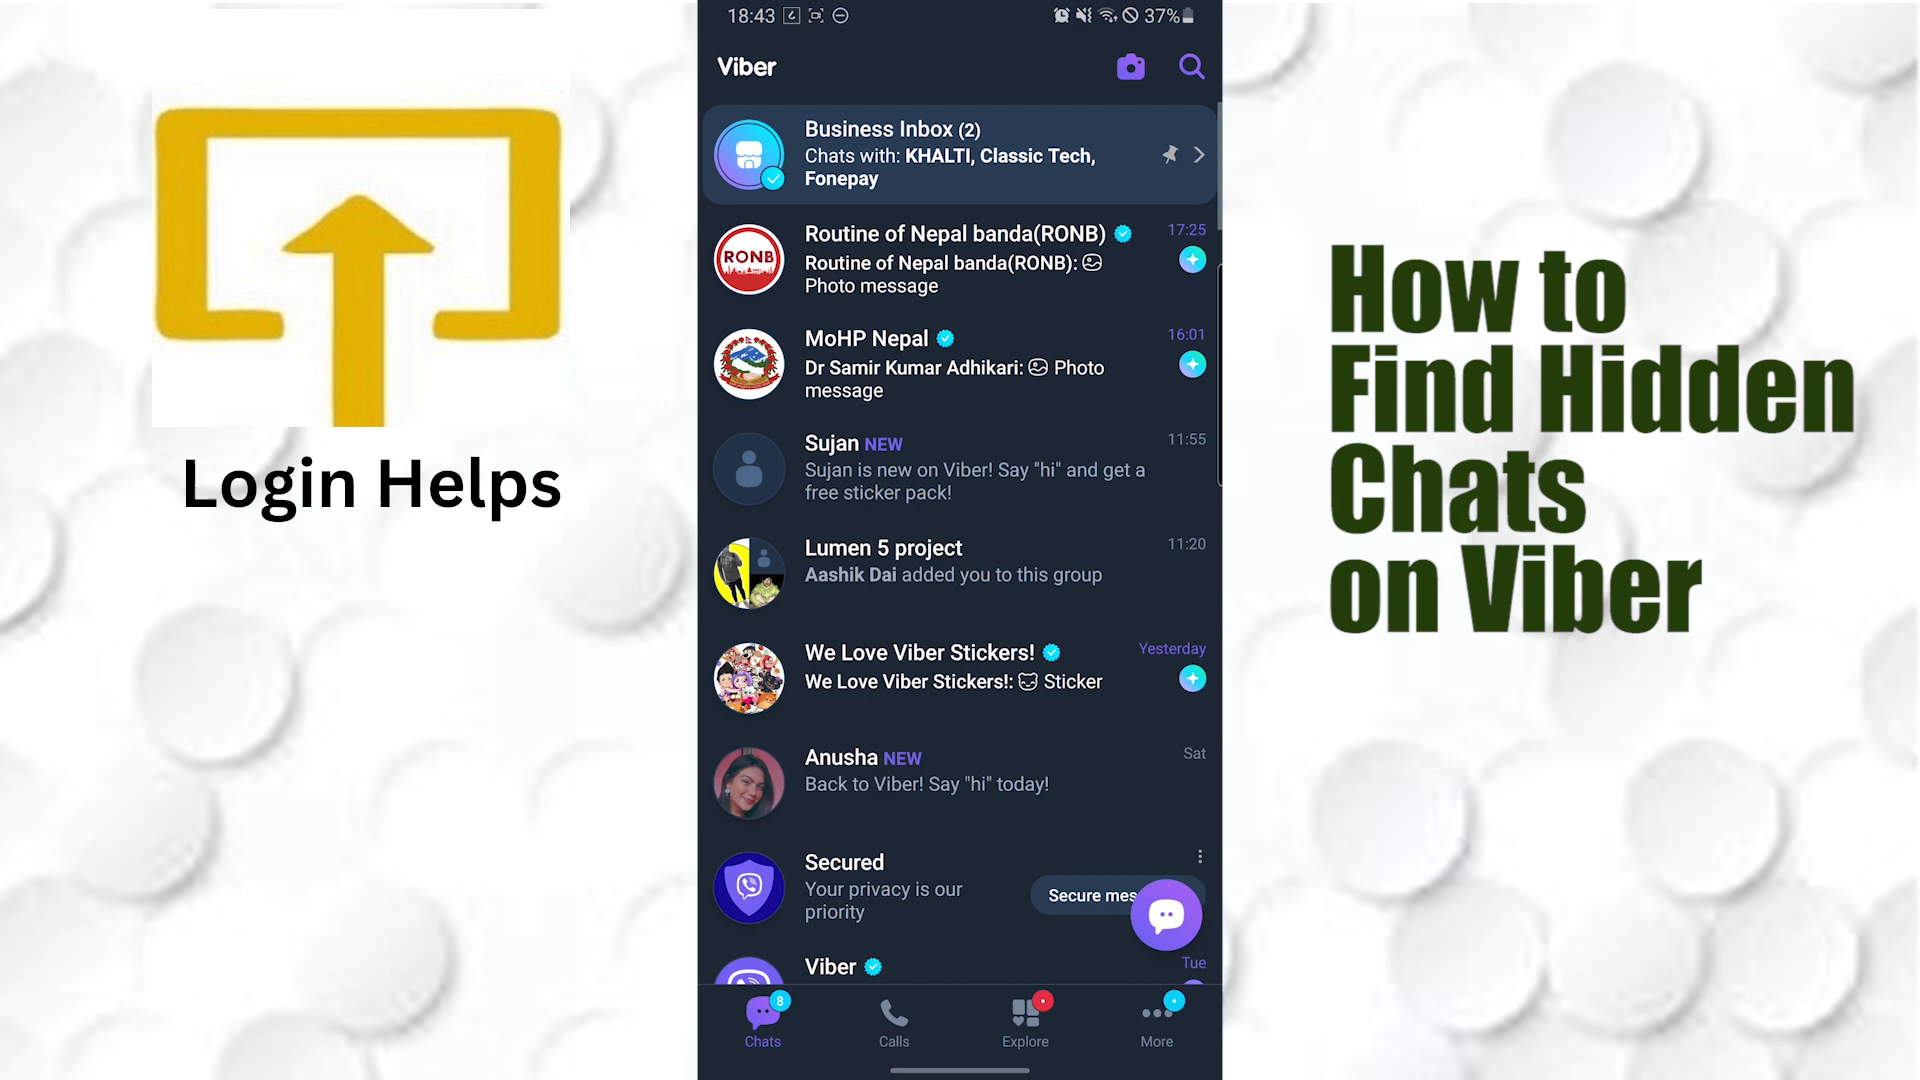 Login Helps
18:43
37%
Viber
Business Inbox (2)
Chats with: KHALTI, Classic Tech,
Fonepay
Routine of Nepal banda(RONB)
17:25
RONB
Routine of Nepal banda(RONB):
Photo message
MoHP Nepal
16:01
Dr Samir Kumar Adhikari: Photo
message
Sujan NEW
11:55
Sujan is new on Viber! Say "hi" and get a
free sticker pack!
Lumen 5 project
11:20
Aashik Dai added you to this group
We Love Viber Stickers!
Yesterday
We Love Viber Stickers!: Sticker
Anusha NEW
Sat
Back to Viber! Say "hi" today!
Secured
Your privacy is our
priority
Secure mes
Viber
Tue
8
Chats
Calls
Explore
More
How to
Find Hidden
Chats
on Viber